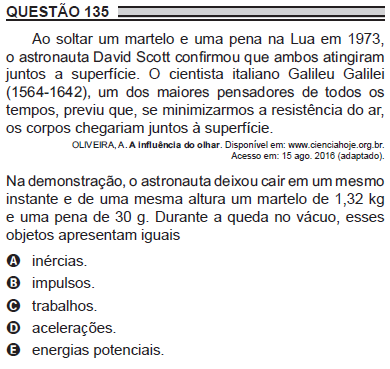 QUESTÃO 135
Ao soltar um martelo e uma pena na Lua em 1973,
o astronauta David Scott confirmou que ambos atingiram
juntos a superfície. O cientista italiano Galileu Galilei
(1564-1642), um dos maiores pensadores de todos os
tempos, previu que, se minimizarmos a resistência do ar,
os corpos chegariam juntos à superfície.
OLIVEIRA, A. A influência do olhar. Disponível em: www.cienciahoje.org.br.
Acesso em: 15 ago. 2016 (adaptado).
Na demonstração, o astronauta deixou cair em um mesmo
instante e de uma mesma altura um martelo de 1,32 kg
e uma pena de 30 g. Durante a queda no vácuo, esses
objetos apresentam iguais
A inércias.
B impulsos.
C trabalhos.
D acelerações.
E energias potenciais.